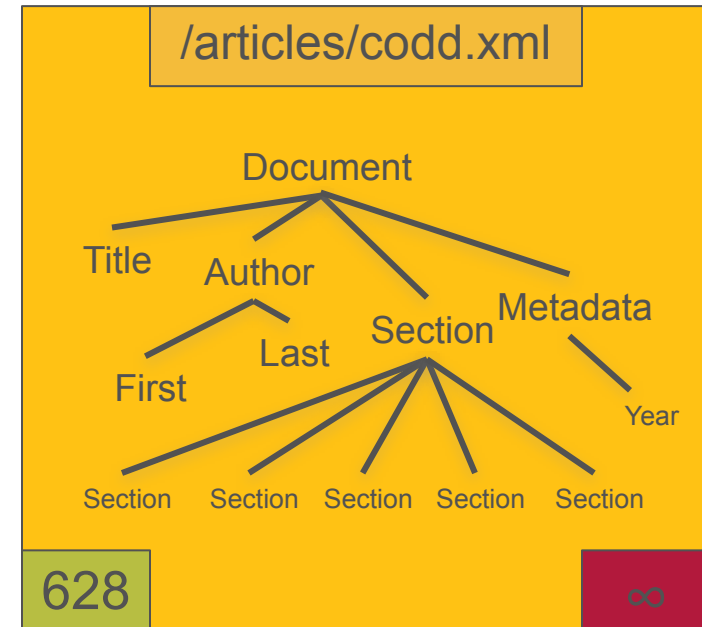 /articles/codd.xml
Document
Title
Author
Section
Metadata
First
Last
Year
Section
Section
Section
Section
Section
628
∞